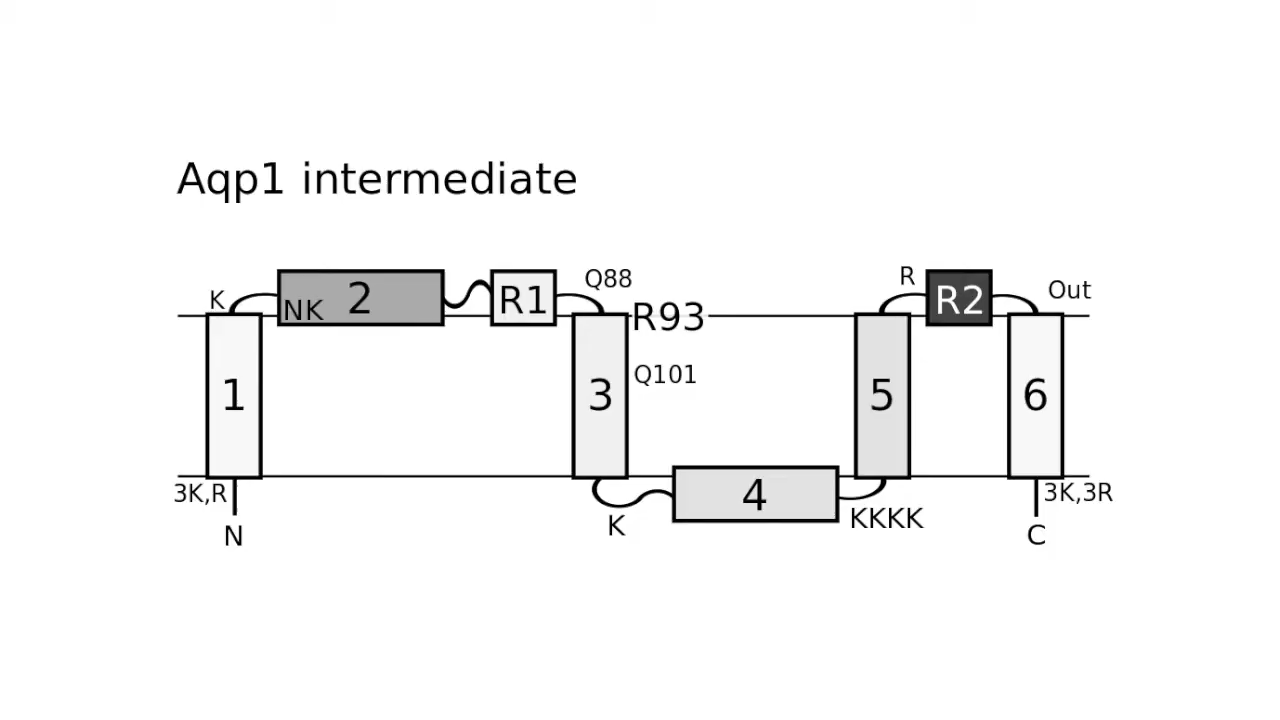 Aqp1 intermediate
K
NK 2
R1
Q88
R93
R
R2
Out
Q101
1
3
5
6
4
3K,R
3K,3R
N
K
KKKK
C